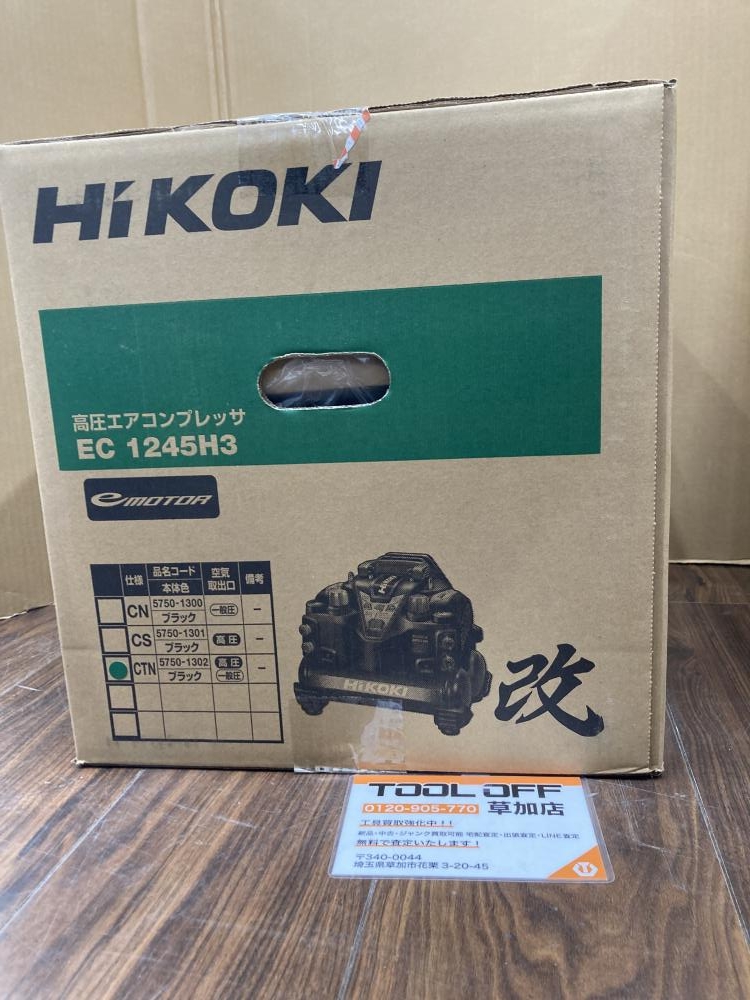 HiKOKI
高圧エアコンプレッサ
EC 1245H3
e MOTOR
仕様 品名コード 本体色 空気取出口 備考
CN 5750-1300 ブラック 一般圧 -
CS 5750-1301 ブラック 高圧 -
CTN 5750-1302 ブラック 高圧 一般圧 -
HiKOKI
改
TOOL OFF
0120-905-770 草加店
工具買取強化中!!
新品・中古・ジャンク買取可能 宅配査定・出張査定・LINE査定
無料で査定いたします!
〒340-0044
埼玉県草加市花栗3-20-45